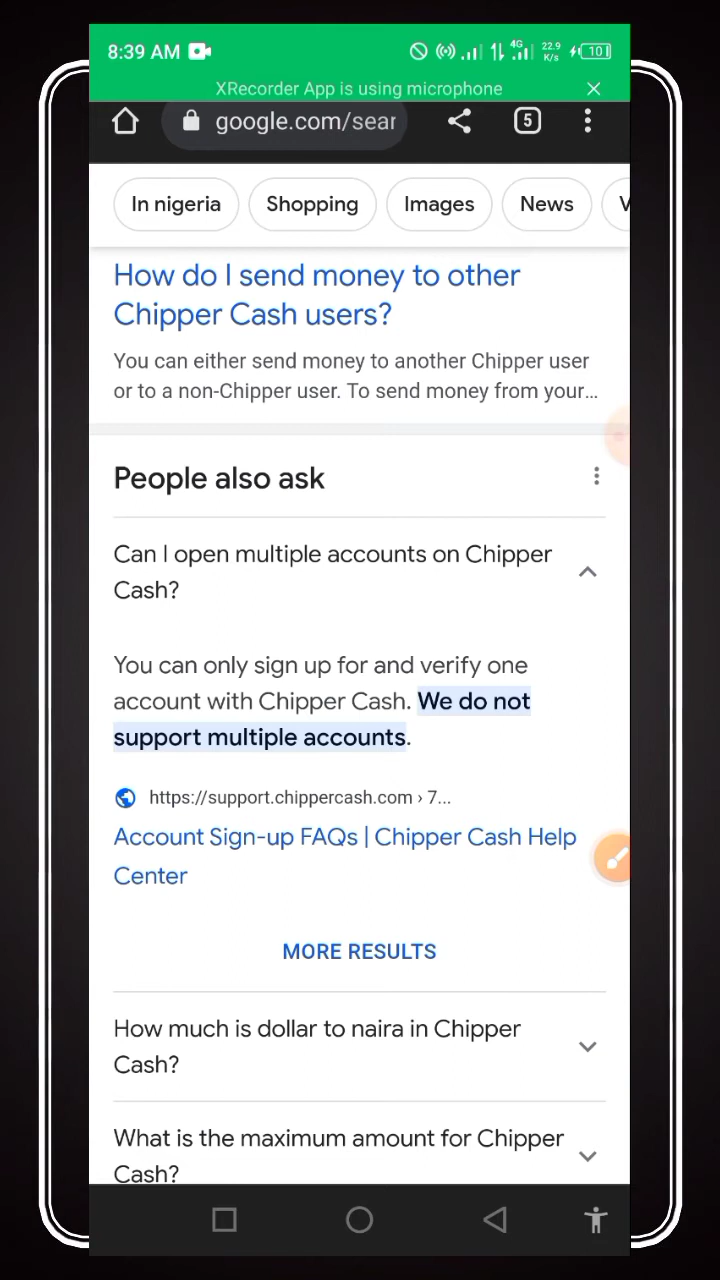 8:39 AM
4G
22.9
K/s
10
XRecorder App is using microphone
google.com/sear
5
In nigeria
Shopping
Images
News
V
How do I send money to other
Chipper Cash users?
You can either send money to another Chipper user
or to a non-Chipper user. To send money from your...
People also ask
Can I open multiple accounts on Chipper
Cash?
You can only sign up for and verify one
account with Chipper Cash. We do not
support multiple accounts.
https://support.chippercash.com › 7...
Account Sign-up FAQs | Chipper Cash Help
Center
MORE RESULTS
How much is dollar to naira in Chipper
Cash?
What is the maximum amount for Chipper
Cash?